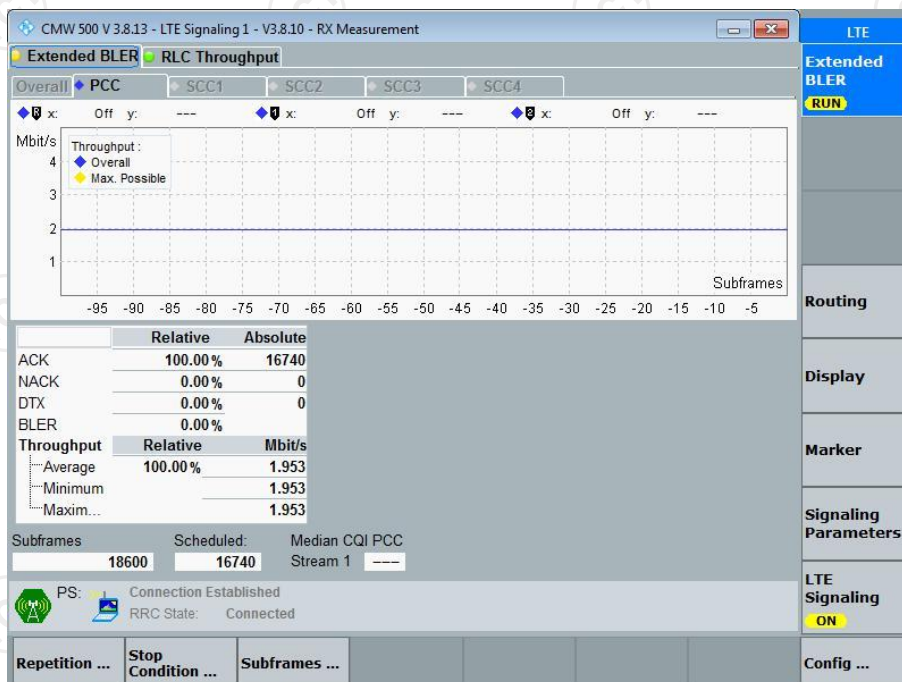 CMW 500 V 3.8.13 - LTE Signaling 1 - V3.8.10 - RX Measurement
LTE
Extended BLER RLC Throughput
Extended
BLER
RUN
Overall PCC SCC1 SCC2 SCC3 SCC4
R x: Off y: --- 1 x: Off y: --- 2 x: Off y: ---
Mbit/s
Throughput :
Overall
Max. Possible
4
3
2
1
Subframes
-95 -90 -85 -80 -75 -70 -65 -60 -55 -50 -45 -40 -35 -30 -25 -20 -15 -10 -5
Routing
Relative Absolute
ACK 100.00 % 16740
NACK 0.00 % 0
DTX 0.00 % 0
BLER 0.00 %
Throughput Relative Mbit/s
Average 100.00 % 1.953
Minimum 1.953
Maxim... 1.953
Display
Marker
Signaling
Parameters
Subframes Scheduled: Median CQI PCC
18600 16740 Stream 1 ---
LTE
Signaling
ON
PS: Connection Established
RRC State: Connected
Repetition ... Stop
Condition ... Subframes ... Config ...